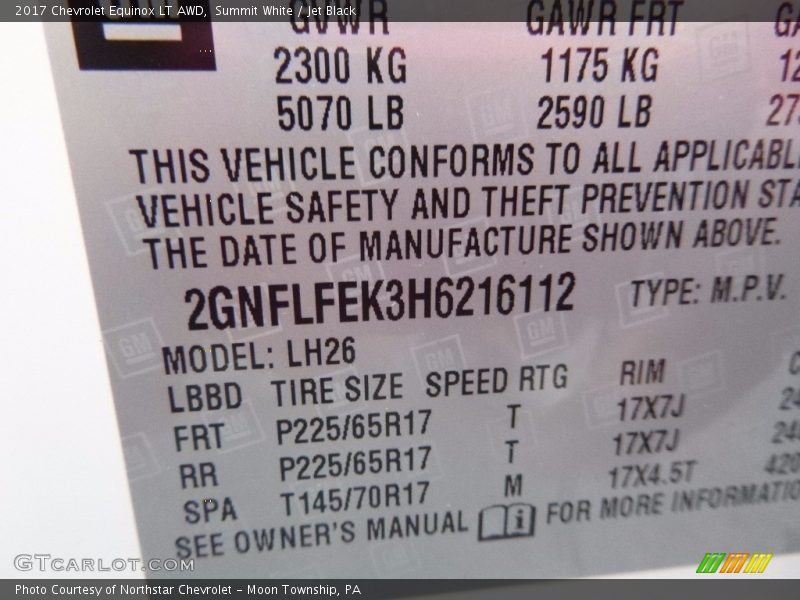 2017 Chevrolet Equinox LT AWD, Summit White / Jet Black
GVWR GAWR FRT
2300 KG 1175 KG
5070 LB 2590 LB
THIS VEHICLE CONFORMS TO ALL
VEHICLE SAFETY AND THEFT PREVENTION
THE DATE OF MANUFACTURE SHOWN ABOVE.
2GNFLFEK3H6216112 TYPE: M.P.V.
MODEL: LH26
LBBD TIRE SIZE SPEED RTG RIM
FRT P225/65R17 T 17X7J
RR P225/65R17 T 17X7J
SPA T145/70R17 M 17X4.5T
SEE OWNER'S MANUAL FOR MORE
GTCarlot.com
Photo Courtesy of Northstar Chevrolet - Moon Township, PA